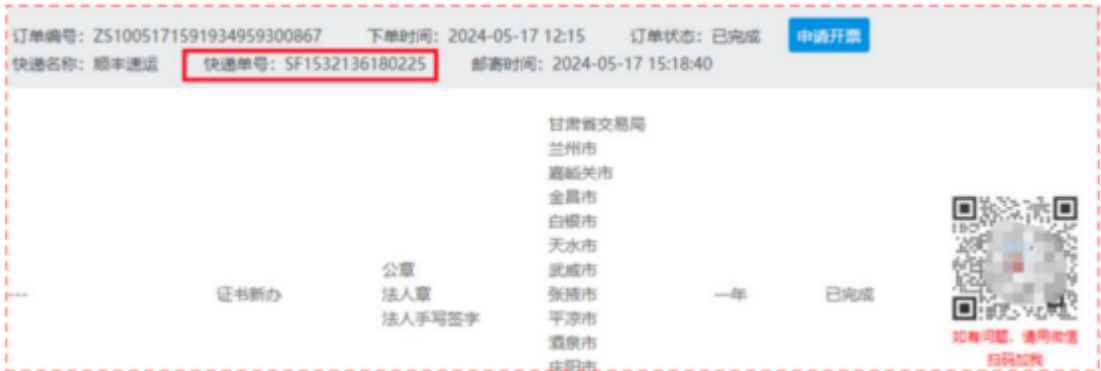 订单编号: ZS1005171591934959300867 下单时间: 2024-05-17 12:15 订单状态: 已完成 申请开票
快递名称: 顺丰速运 快递单号: SF1532136180225 邮寄时间: 2024-05-17 15:18:40
甘肃省交易局
兰州市
嘉峪关市
金昌市
白银市
天水市
公章 武威市
--- 证书新办 法人章 张掖市 一年 已完成
法人手写签字 平凉市
酒泉市
庆阳市
如有问题，请用微信
扫码加我